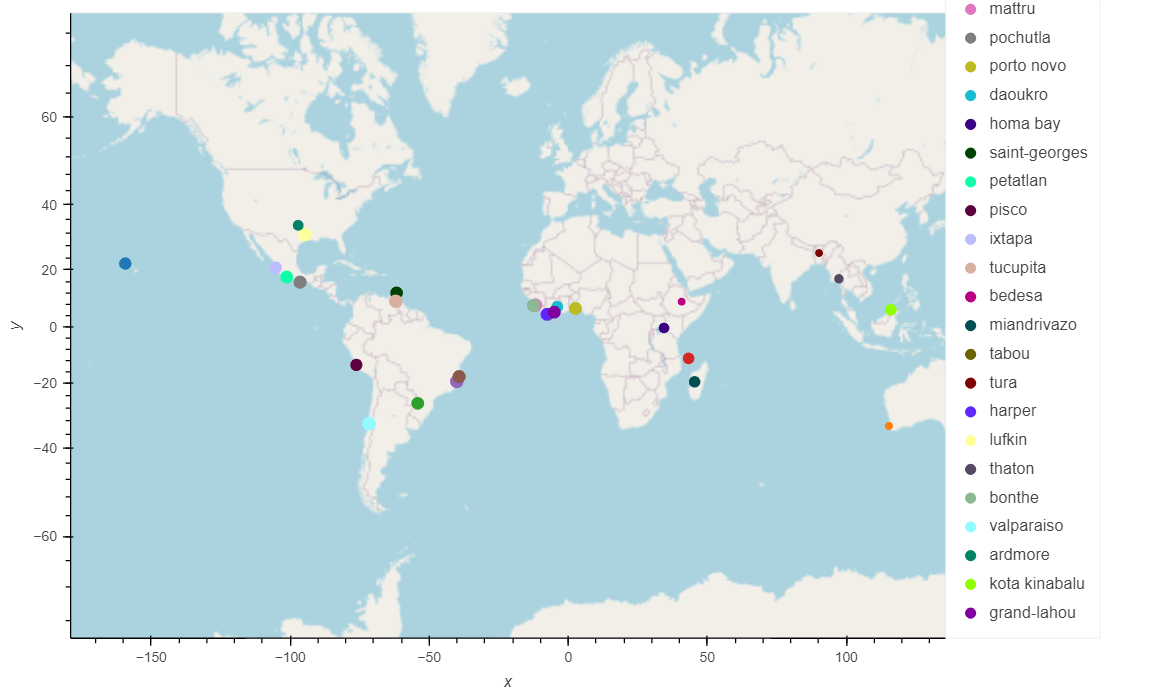 mattru
pochutla
porto novo
daoukro
homa bay
saint-georges
petatlan
pisco
ixtapa
tucupita
bedesa
miandrivazo
tabou
tura
harper
lufkin
thaton
bonthe
valparaiso
ardmore
kota kinabalu
grand-lahou
60
40
20
0
−20
−40
−60
y
−150 −100 −50 0 50 100
x